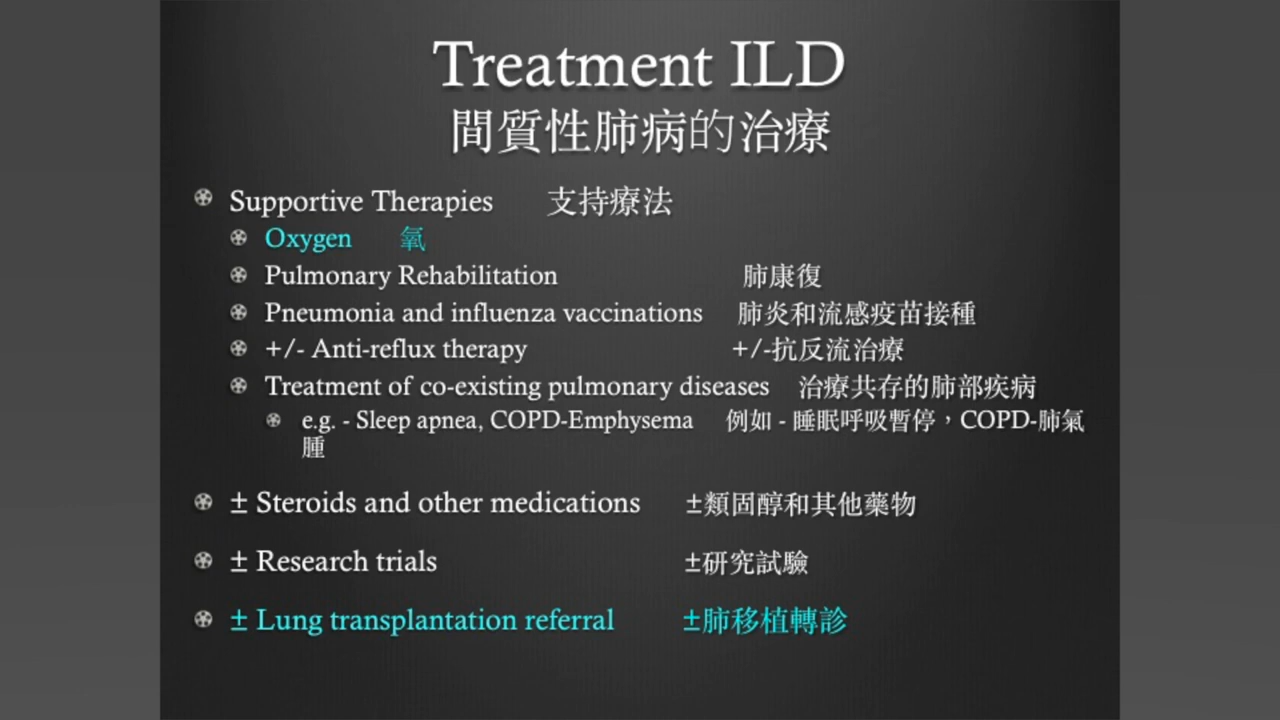 Treatment ILD
間質性肺病的治療
Supportive Therapies 支持療法
Oxygen 氧
Pulmonary Rehabilitation 肺康復
Pneumonia and influenza vaccinations 肺炎和流感疫苗接種
+/- Anti-reflux therapy +/-抗反流治療
Treatment of co-existing pulmonary diseases 治療共存的肺部疾病
e.g. - Sleep apnea, COPD-Emphysema 例如 - 睡眠呼吸暫停，COPD-肺氣
腫
± Steroids and other medications ±類固醇和其他藥物
± Research trials ±研究試驗
± Lung transplantation referral ±肺移植轉診